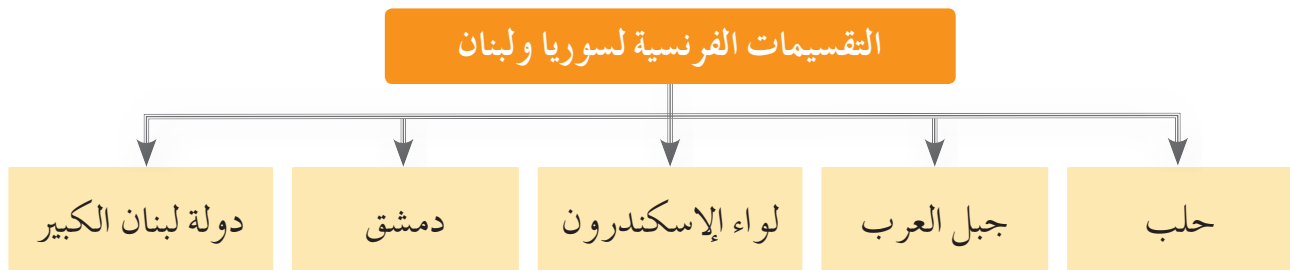 التقسيمات الفرنسية لسوريا ولبنان
حلب
جبل العرب
لواء الإسكندرون
دمشق
دولة لبنان الكبير